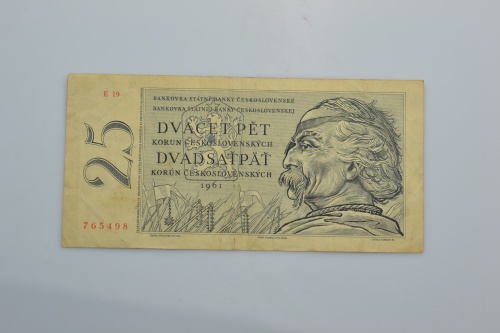 E 19
25
765498
BANKOVKA STÁTNÍ BANKY ČESKOSLOVENSKÉ
BANKOVKA ŠTÁTNEJ BANKY ČESKOSLOVENSKEJ
DVACET PĚT
KORUN ČESKOSLOVENSKÝCH
DVADSAŤPÄŤ
KORÚN ČESKOSLOVENSKÝCH
1961